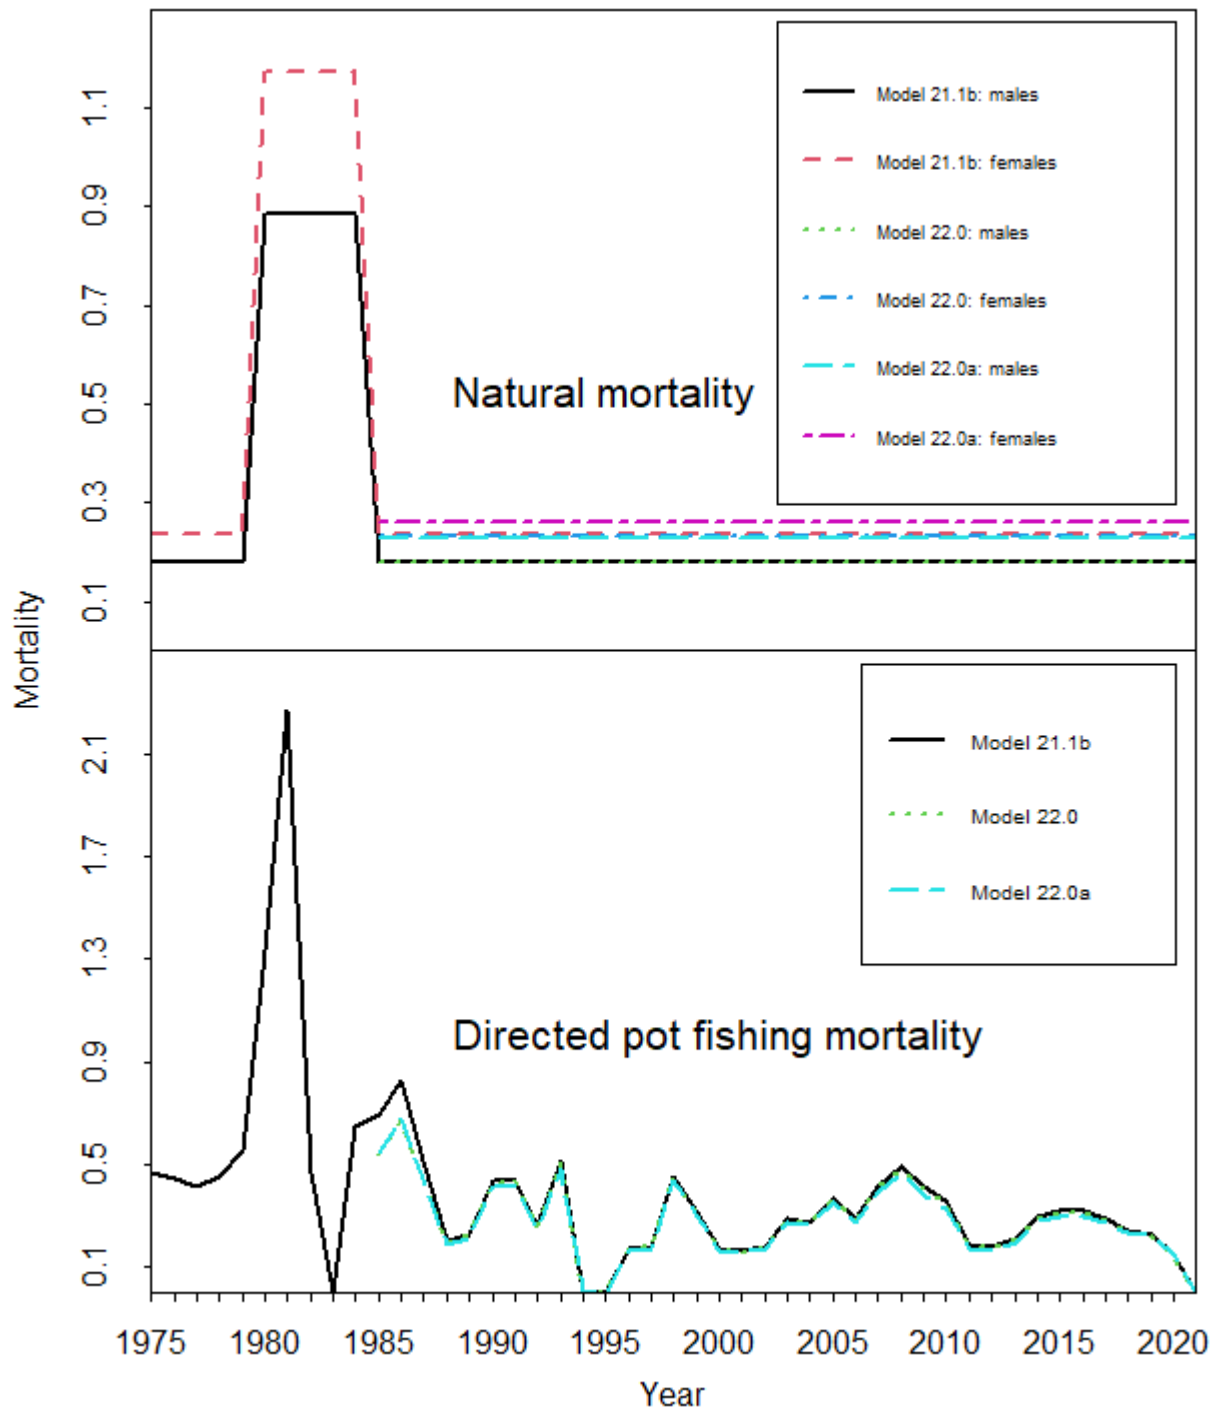 1.1
0.9
0.7
0.5
0.3
0.1
Model 21.1b: males
Model 21.1b: females
Model 22.0: males
Model 22.0: females
Model 22.0a: males
Model 22.0a: females
Natural mortality
Mortality
2.1
1.7
1.3
0.9
0.5
0.1
Model 21.1b
Model 22.0
Model 22.0a
Directed pot fishing mortality
1975 1980 1985 1990 1995 2000 2005 2010 2015 2020
Year